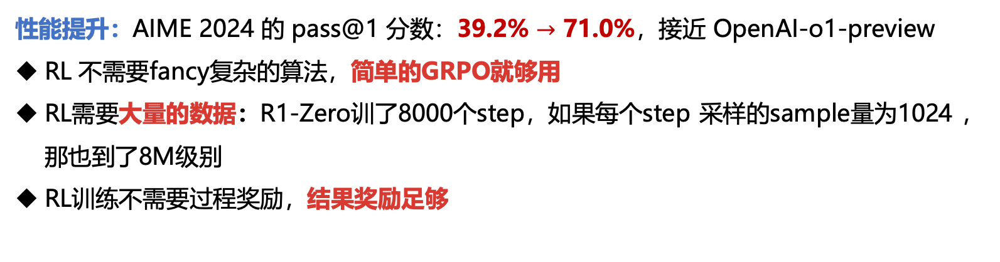 性能提升：AIME 2024 的 pass@1 分数：39.2% → 71.0%，接近 OpenAI-o1-preview
◆ RL 不需要fancy复杂的算法，简单的GRPO就够用
◆ RL需要大量的数据：R1-Zero训了8000个step，如果每个step 采样的sample量为1024 ，
那也到了8M级别
◆ RL训练不需要过程奖励，结果奖励足够